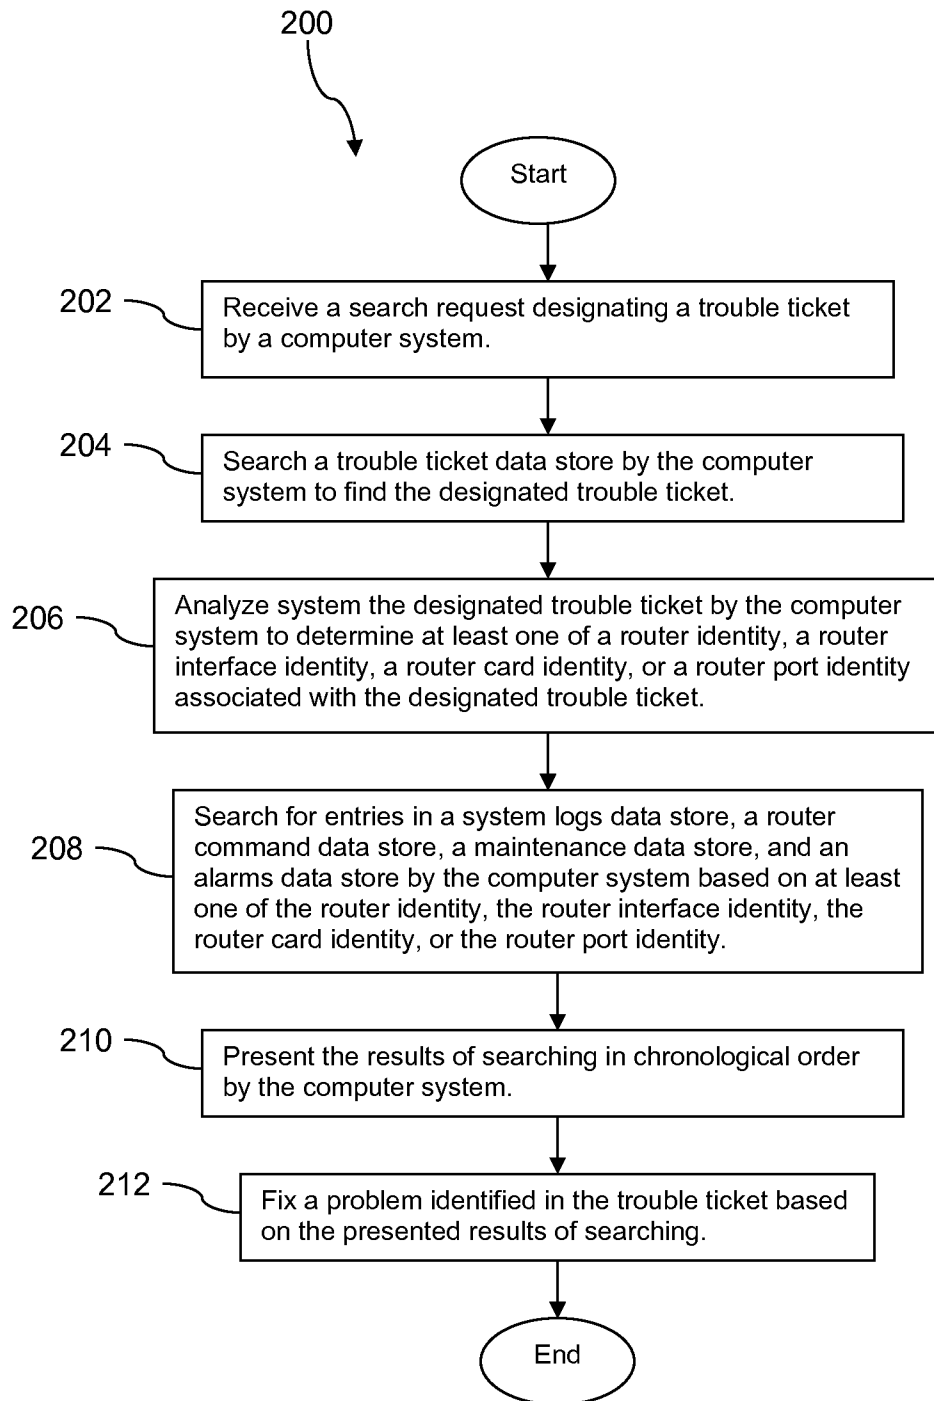 200
Start
202
Receive a search request designating a trouble ticket
by a computer system.
204
Search a trouble ticket data store by the computer
system to find the designated trouble ticket.
206
Analyze system the designated trouble ticket by the computer
system to determine at least one of a router identity, a router
interface identity, a router card identity, or a router port identity
associated with the designated trouble ticket.
208
Search for entries in a system logs data store, a router
command data store, a maintenance data store, and an
alarms data store by the computer system based on at least
one of the router identity, the router interface identity, the
router card identity, or the router port identity.
210
Present the results of searching in chronological order
by the computer system.
212
Fix a problem identified in the trouble ticket based
on the presented results of searching.
End